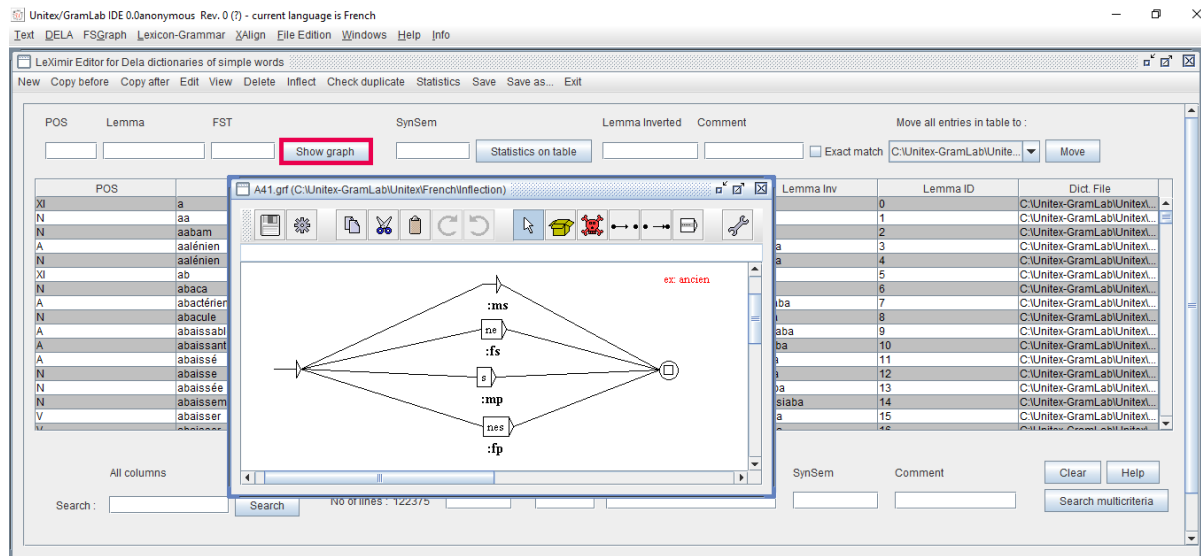 Unitex/GramLab IDE 0.0anonymous Rev. 0 (?) - current language is French
Text DELA FSGraph Lexicon-Grammar XAlign File Edition Windows Help Info
LeXimir Editor for Dela dictionaries of simple words
New Copy before Copy after Edit View Delete Inflect Check duplicate Statistics Save Save as... Exit
POS Lemma FST SynSem Lemma Inverted Comment Move all entries in table to :
Show graph Statistics on table Exact match C:\Unitex-GramLab\Unite... Move
POS Lemma Inv Lemma ID Dict. File
A41.grf (C:\Unitex-GramLab\Unitex\French\Inflection)
XI a 0 C:\Unitex-GramLab\Unitex\...
N aa 1 C:\Unitex-GramLab\Unitex\...
N aabam 2 C:\Unitex-GramLab\Unitex\...
A aalénien a 3 C:\Unitex-GramLab\Unitex\...
N aalénien a 4 C:\Unitex-GramLab\Unitex\...
XI ab 5 C:\Unitex-GramLab\Unitex\...
N abaca 6 C:\Unitex-GramLab\Unitex\...
A abactérien iba 7 C:\Unitex-GramLab\Unitex\...
N abacule 8 C:\Unitex-GramLab\Unitex\...
A abaissabl aba 9 C:\Unitex-GramLab\Unitex\...
A abaissant ba 10 C:\Unitex-GramLab\Unitex\...
A abaissé a 11 C:\Unitex-GramLab\Unitex\...
N abaisse a 12 C:\Unitex-GramLab\Unitex\...
N abaissée ba 13 C:\Unitex-GramLab\Unitex\...
N abaissem siaba 14 C:\Unitex-GramLab\Unitex\...
V abaisser a 15 C:\Unitex-GramLab\Unitex\...
ex: ancien
:ms
ne
:fs
s
:mp
nes
:fp
All columns SynSem Comment Clear Help
Search : Search No of lines : 122375 Search multicriteria